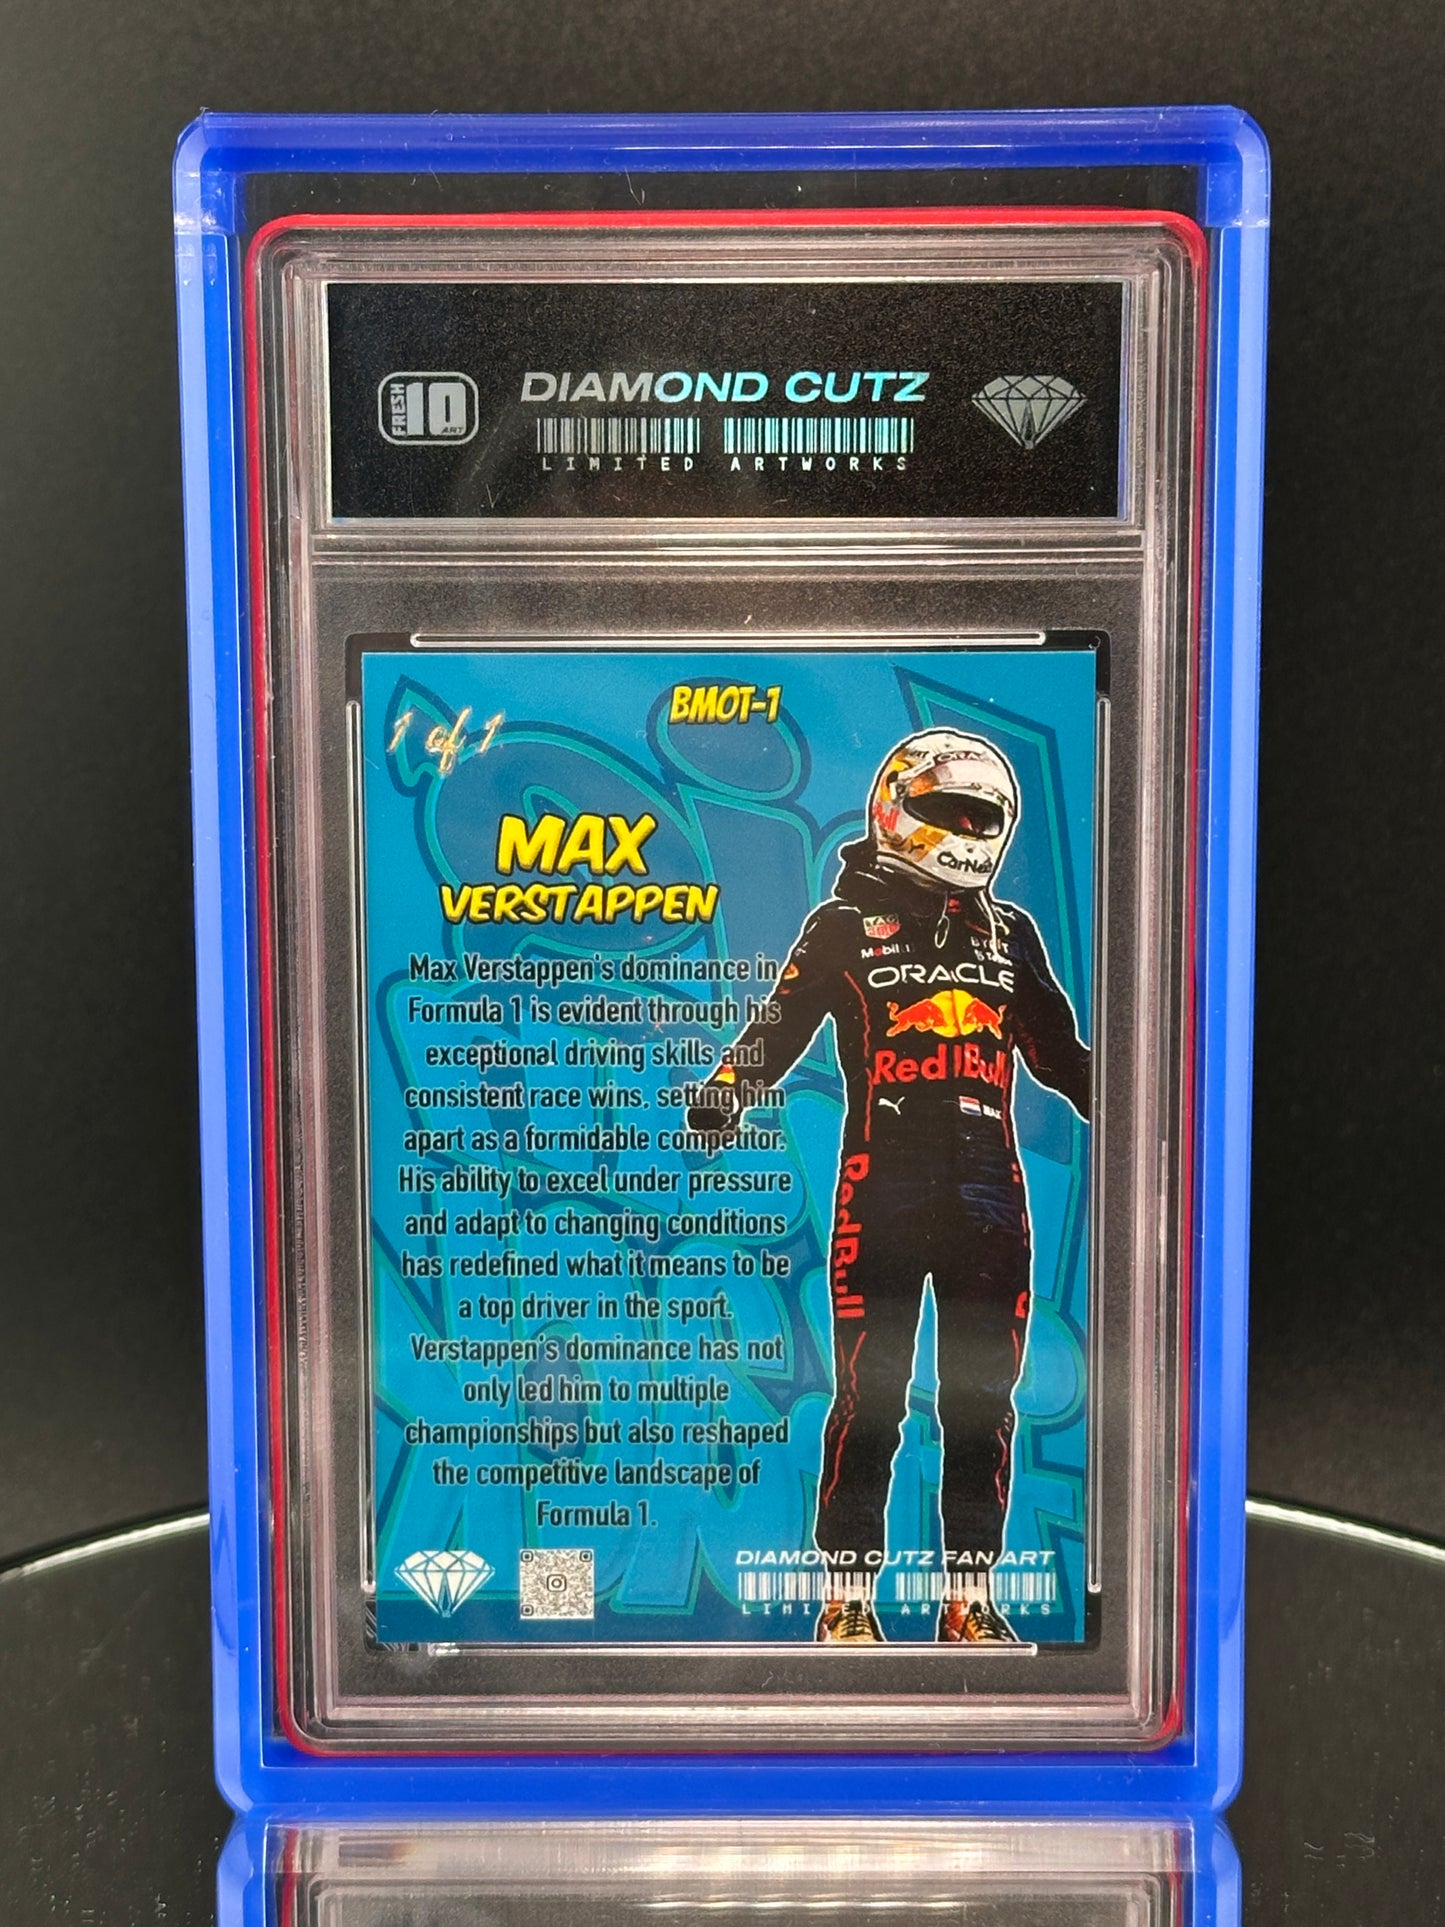 FRESH 10 ART
DIAMOND CUTZ
LIMITED ARTWORKS
BMOT-1
1 of 1
MAX
VERSTAPPEN
Max Verstappen's dominance in
Formula 1 is evident through his
exceptional driving skills and
consistent race wins, setting him
apart as a formidable competitor.
His ability to excel under pressure
and adapt to changing conditions
has redefined what it means to be
a top driver in the sport.
Verstappen's dominance has not
only led him to multiple
championships but also reshaped
the competitive landscape of
Formula 1.
ORACLE
Red Bull
RedBull
DIAMOND CUTZ FAN ART
LIMITED ARTWORKS